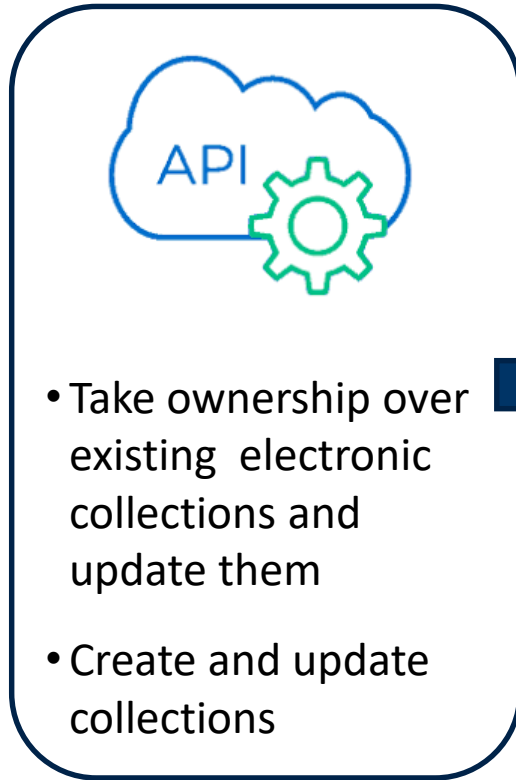 API
• Take ownership over
existing  electronic
collections and
update them
• Create and update
collections